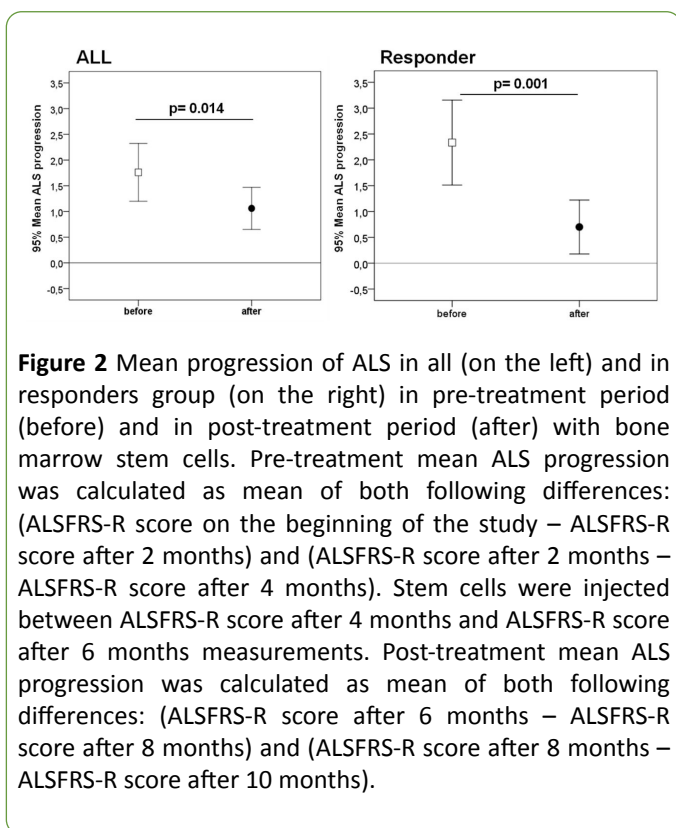 ALL
Responder
3,5
3,0
2,5
2,0
1,5
1,0
0,5
0,0
-0,5
95% Mean ALS progression
p= 0.014
before
after
3,5
3,0
2,5
2,0
1,5
1,0
0,5
0,0
-0,5
95% Mean ALS progression
p= 0.001
before
after
Figure 2 Mean progression of ALS in all (on the left) and in
responders group (on the right) in pre-treatment period
(before) and in post-treatment period (after) with bone
marrow stem cells. Pre-treatment mean ALS progression
was calculated as mean of both following differences:
(ALSFRS-R score on the beginning of the study – ALSFRS-R
score after 2 months) and (ALSFRS-R score after 2 months –
ALSFRS-R score after 4 months). Stem cells were injected
between ALSFRS-R score after 4 months and ALSFRS-R score
after 6 months measurements. Post-treatment mean ALS
progression was calculated as mean of both following
differences: (ALSFRS-R score after 6 months – ALSFRS-R
score after 8 months) and (ALSFRS-R score after 8 months –
ALSFRS-R score after 10 months).